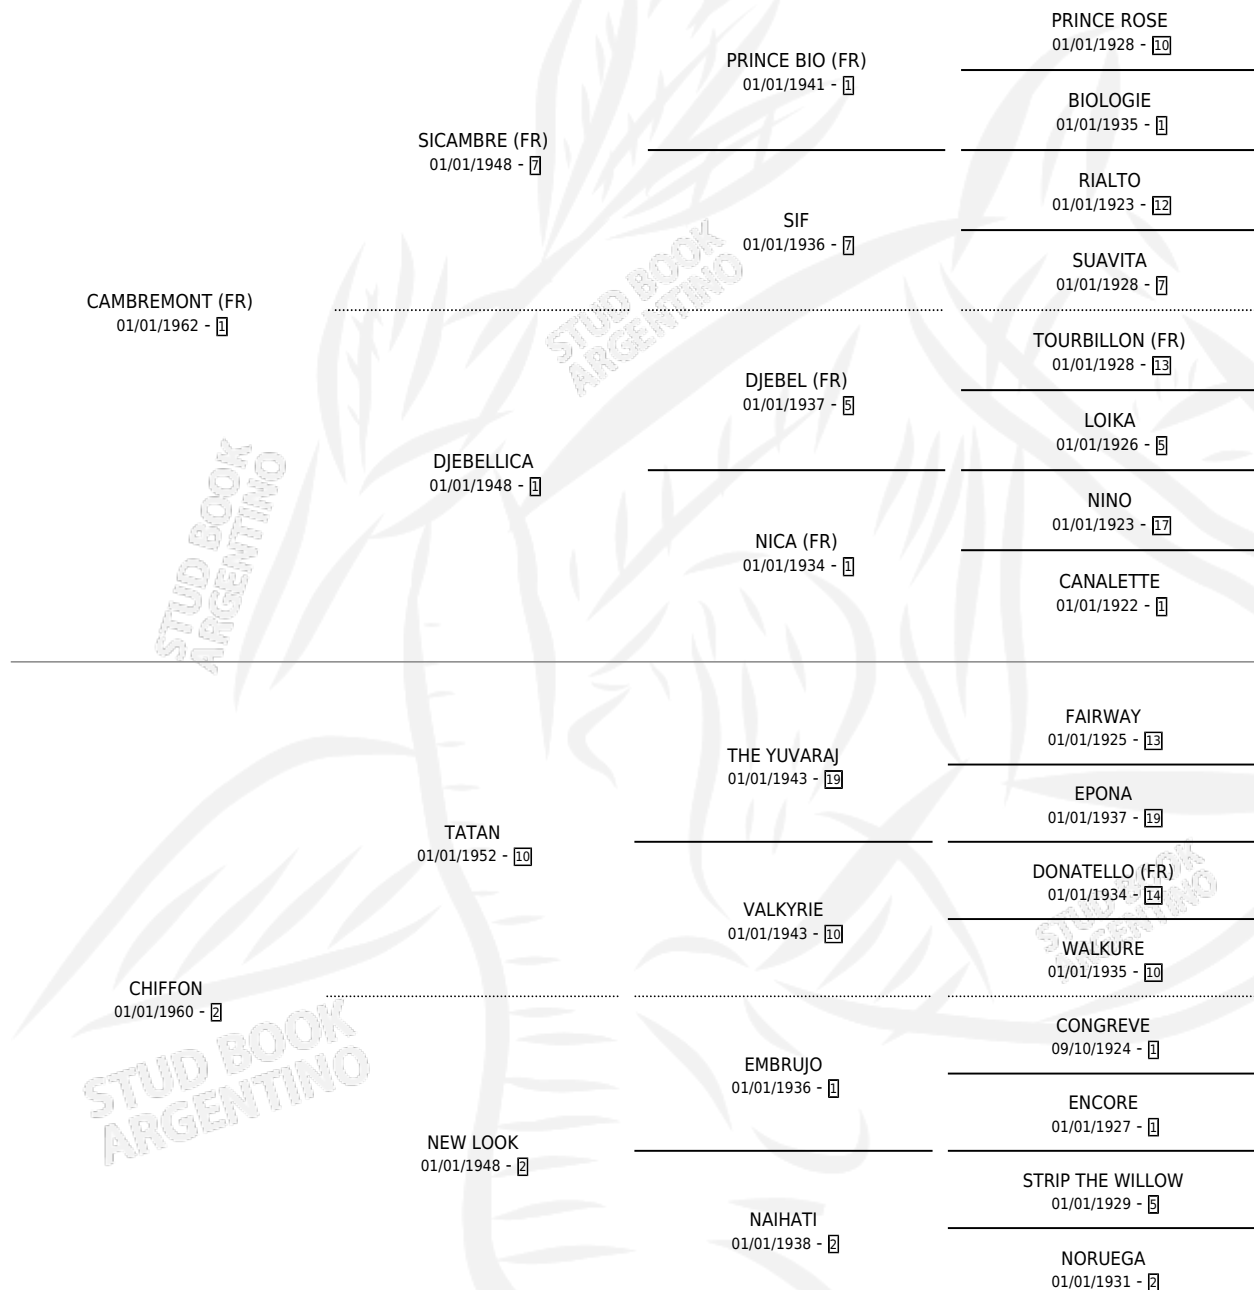 PRINCE ROSE
01/01/1928 - 10
PRINCE BIO (FR)
01/01/1941 - 1
BIOLOGIE
01/01/1935 - 1
SICAMBRE (FR)
01/01/1948 - 7
RIALTO
01/01/1923 - 12
SIF
01/01/1936 - 7
SUAVITA
01/01/1928 - 7
CAMBREMONT (FR)
01/01/1962 - 1
STUD BOOK
ARGENTINO
TOURBILLON (FR)
01/01/1928 - 13
DJEBEL (FR)
01/01/1937 - 5
LOIKA
01/01/1926 - 5
DJEBELLICA
01/01/1948 - 1
NINO
01/01/1923 - 17
NICA (FR)
01/01/1934 - 1
CANALETTE
01/01/1922 - 1
STUD BOOK
ARGENTINO
FAIRWAY
01/01/1925 - 13
THE YUVARAJ
01/01/1943 - 19
EPONA
01/01/1937 - 19
TATAN
01/01/1952 - 10
DONATELLO (FR)
01/01/1934 - 14
VALKYRIE
01/01/1943 - 10
STUD BOOK
ARGENTINO
WALKURE
01/01/1935 - 10
CHIFFON
01/01/1960 - 2
STUD BOOK
ARGENTINO
CONGREVE
09/10/1924 - 1
EMBRUJO
01/01/1936 - 1
ENCORE
01/01/1927 - 1
NEW LOOK
01/01/1948 - 2
STRIP THE WILLOW
01/01/1929 - 5
NAIHATI
01/01/1938 - 2
NORUEGA
01/01/1931 - 2